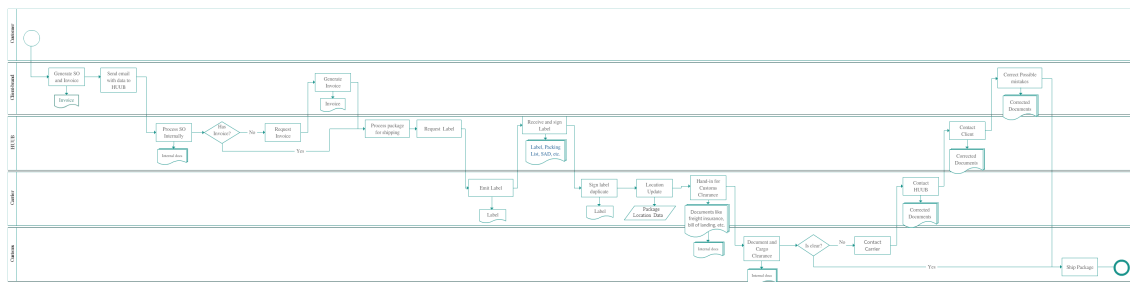 Customer
Client/brand
HUUB
Carrier
Customs
Generate SO
and Invoice
Invoice
Send email
with data to
HUUB
Process SO
Internally
Internal docs.
Has
Invoice?
No
Yes
Request
Invoice
Generate
Invoice
Invoice
Process package
for shipping
Request Label
Emit Label
Label
Receive and sign
Label
Label, Packing
List, SAD, etc.
Sign label
duplicate
Label
Location
Update
Package
Location Data
Hand-in for
Customs
Clearance
Documents like
freight insurance,
bill of landing etc.
Internal docs.
Document and
Cargo
Clearance
Internal docs.
Is clear?
No
Yes
Contact
Carrier
Contact
HUUB
Corrected
Documents
Contact
Client
Corrected
Documents
Correct Possible
mistakes
Corrected
Documents
Ship Package